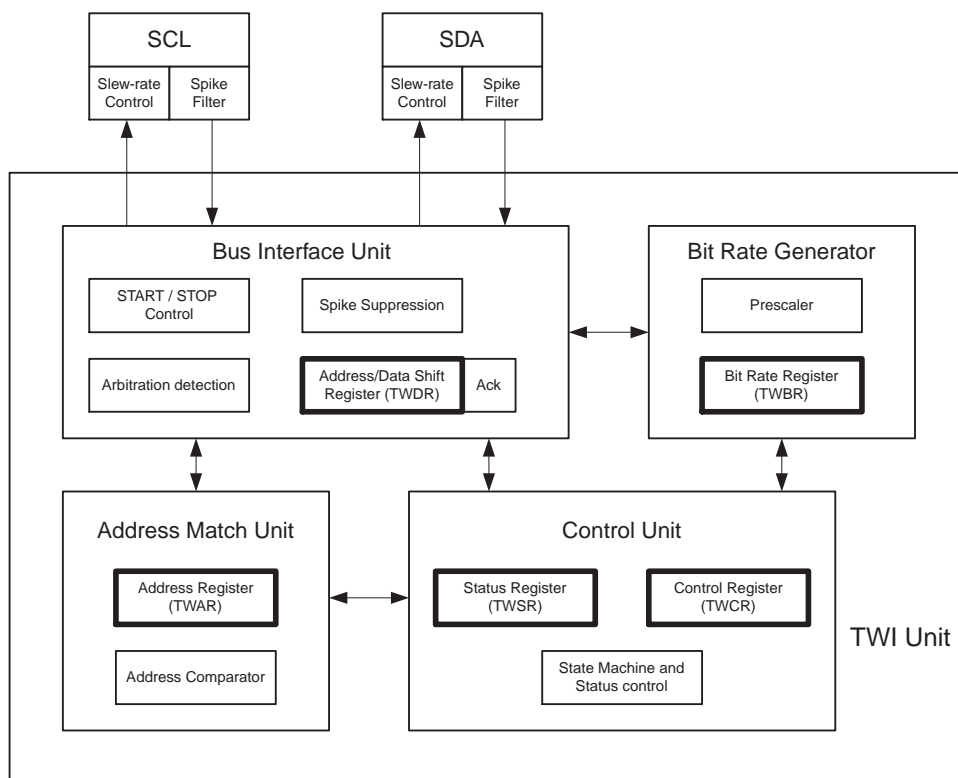 SCL
SDA
Slew-rate
Control
Spike
Filter
Slew-rate
Control
Spike
Filter
Bus Interface Unit
START / STOP
Control
Spike Suppression
Arbitration detection
Address/Data Shift
Register (TWDR)
Ack
Bit Rate Generator
Prescaler
Bit Rate Register
(TWBR)
Address Match Unit
Address Register
(TWAR)
Address Comparator
Control Unit
Status Register
(TWSR)
Control Register
(TWCR)
State Machine and
Status control
TWI Unit